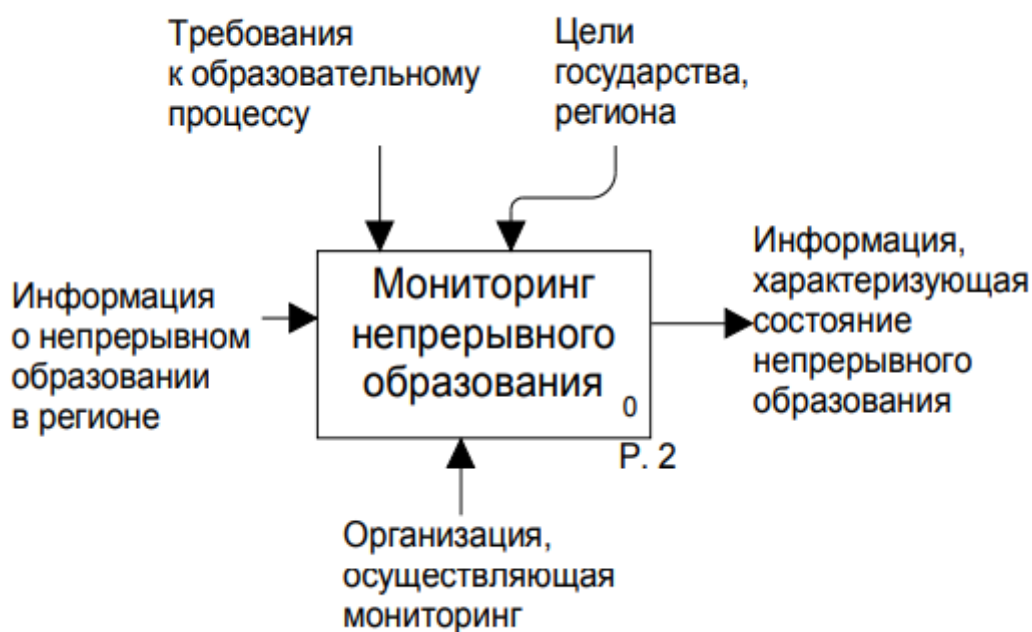 Требования
к образовательному
процессу
Цели
государства,
региона
Информация
о непрерывном
образовании
в регионе
Мониторинг
непрерывного
образования
0
Р. 2
Информация,
характеризующая
состояние
непрерывного
образования
Организация,
осуществляющая
мониторинг